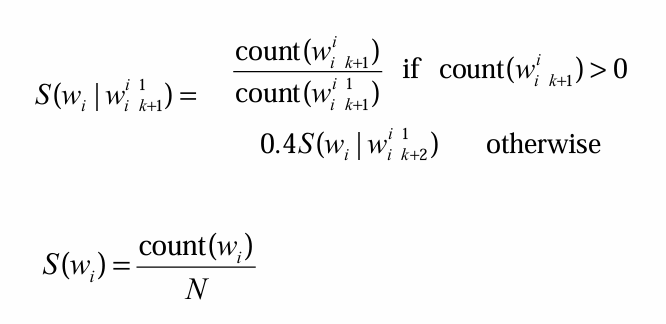 S(w_i | w_{i k+1}^{i 1}) = count(w_{i k+1}^{i}) / count(w_{i k+1}^{i 1}) if count(w_{i k+1}^{i}) > 0
0.4S(w_i | w_{i k+2}^{i 1}) otherwise
S(w_i) = count(w_i) / N